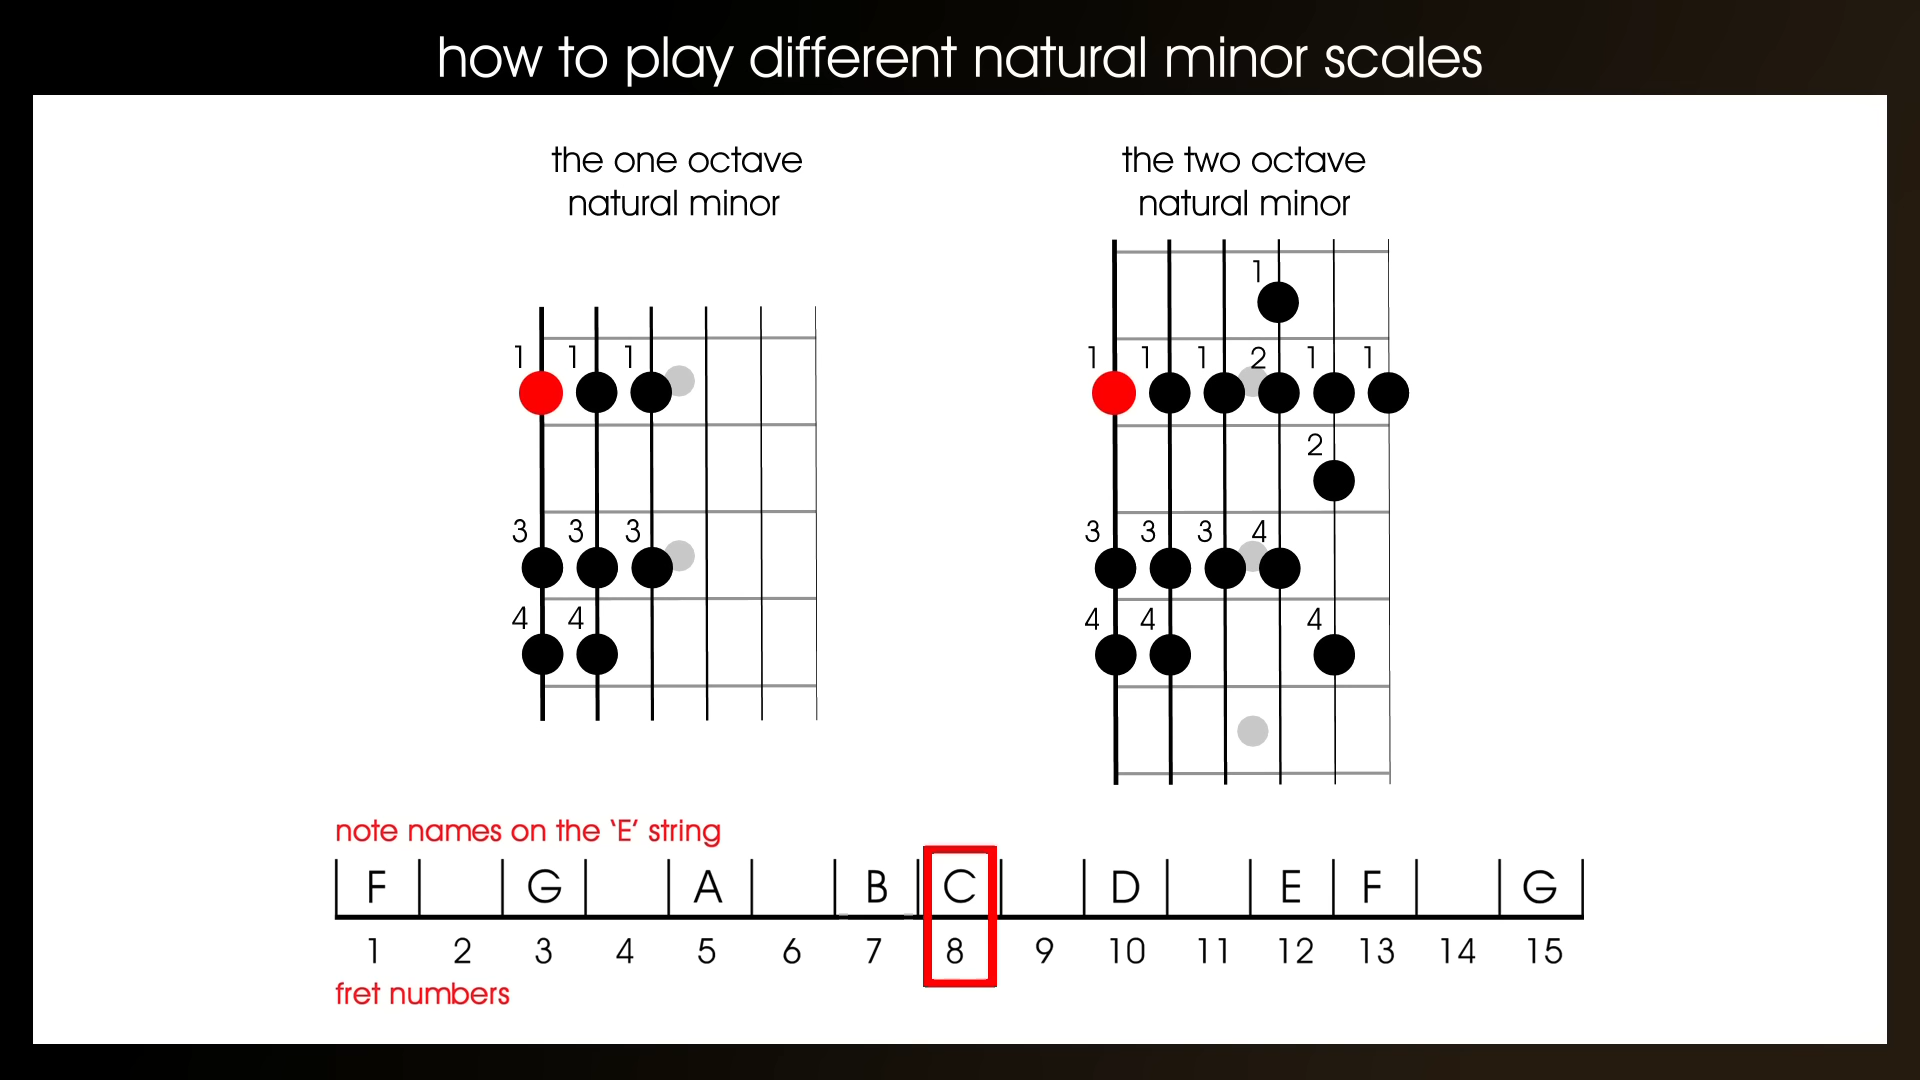 how to play different natural minor scales
the one octave
natural minor
1 1 1
3 3 3
4 4
the two octave
natural minor
1
1 1 1 2 1 1
2
3 3 3 4
4 4 4
note names on the ‘E’ string
F G A B C D E F G
1 2 3 4 5 6 7 8 9 10 11 12 13 14 15
fret numbers